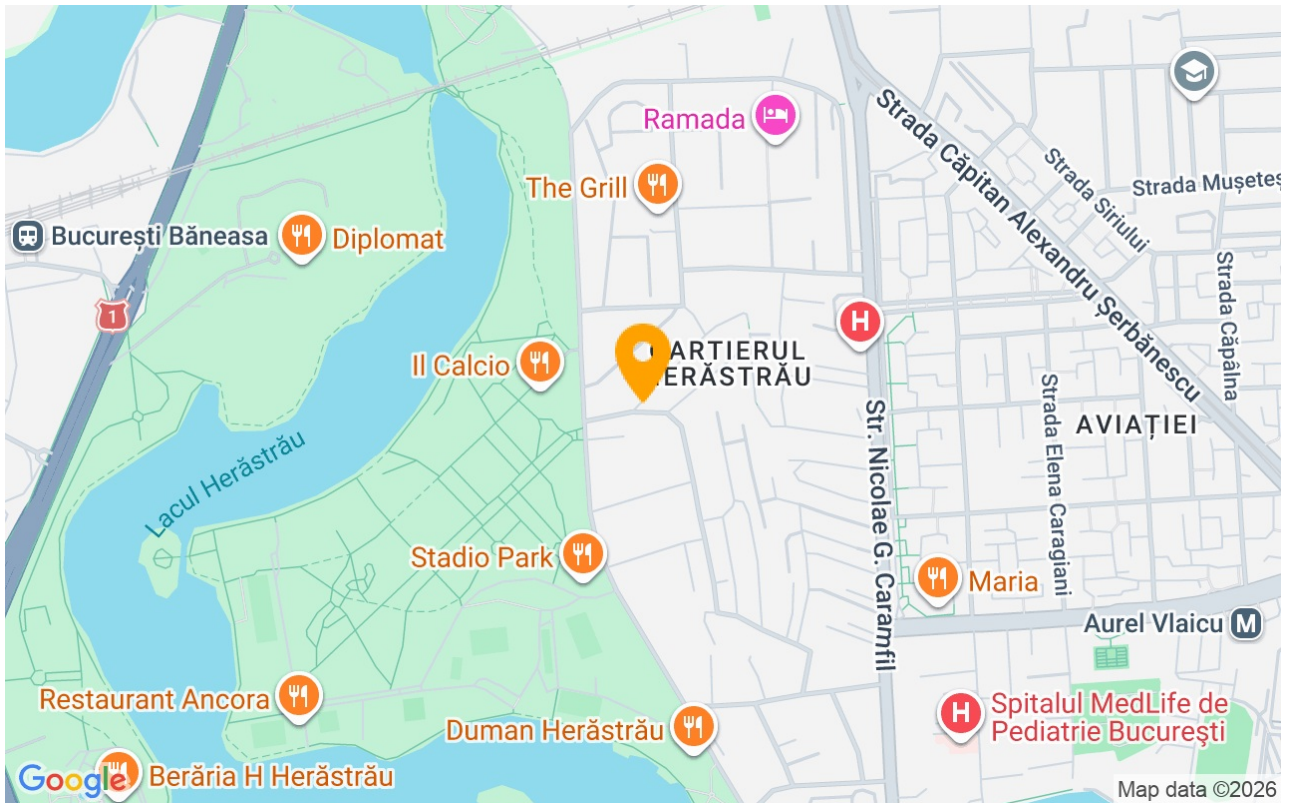 Ramada
Strada Căpitan Alexandru Șerbănescu
Strada Siriului
Strada Mușeteș
The Grill
București Băneasa
Diplomat
Strada Căpâlna
1
H
Il Calcio
CARTIERUL
HERĂSTRĂU
Str. Nicolae G. Caramfil
Strada Elena Caragiani
AVIAȚIEI
Lacul Herăstrău
Stadio Park
Maria
Aurel Vlaicu M
Restaurant Ancora
H
Spitalul MedLife de
Pediatrie București
Duman Herăstrău
Google
Berăria H Herăstrău
Map data ©2026